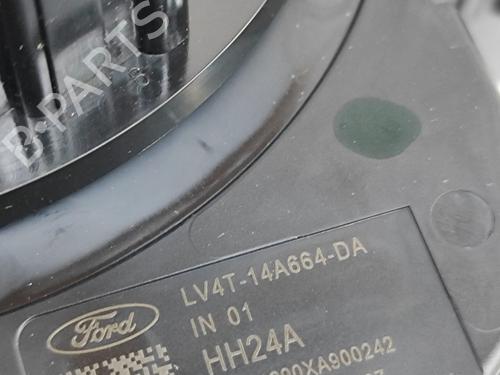 B-PARTS
Ford
LV4T-14A664-DA
IN 01
HH24A